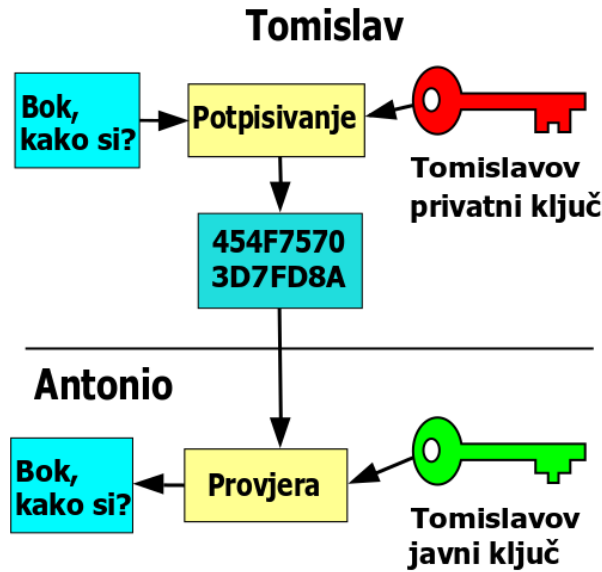 Tomislav
Bok,
kako si?
Potpisivanje
Tomislavov
privatni ključ
454F7570
3D7FD8A
Antonio
Bok,
kako si?
Provjera
Tomislavov
javni ključ